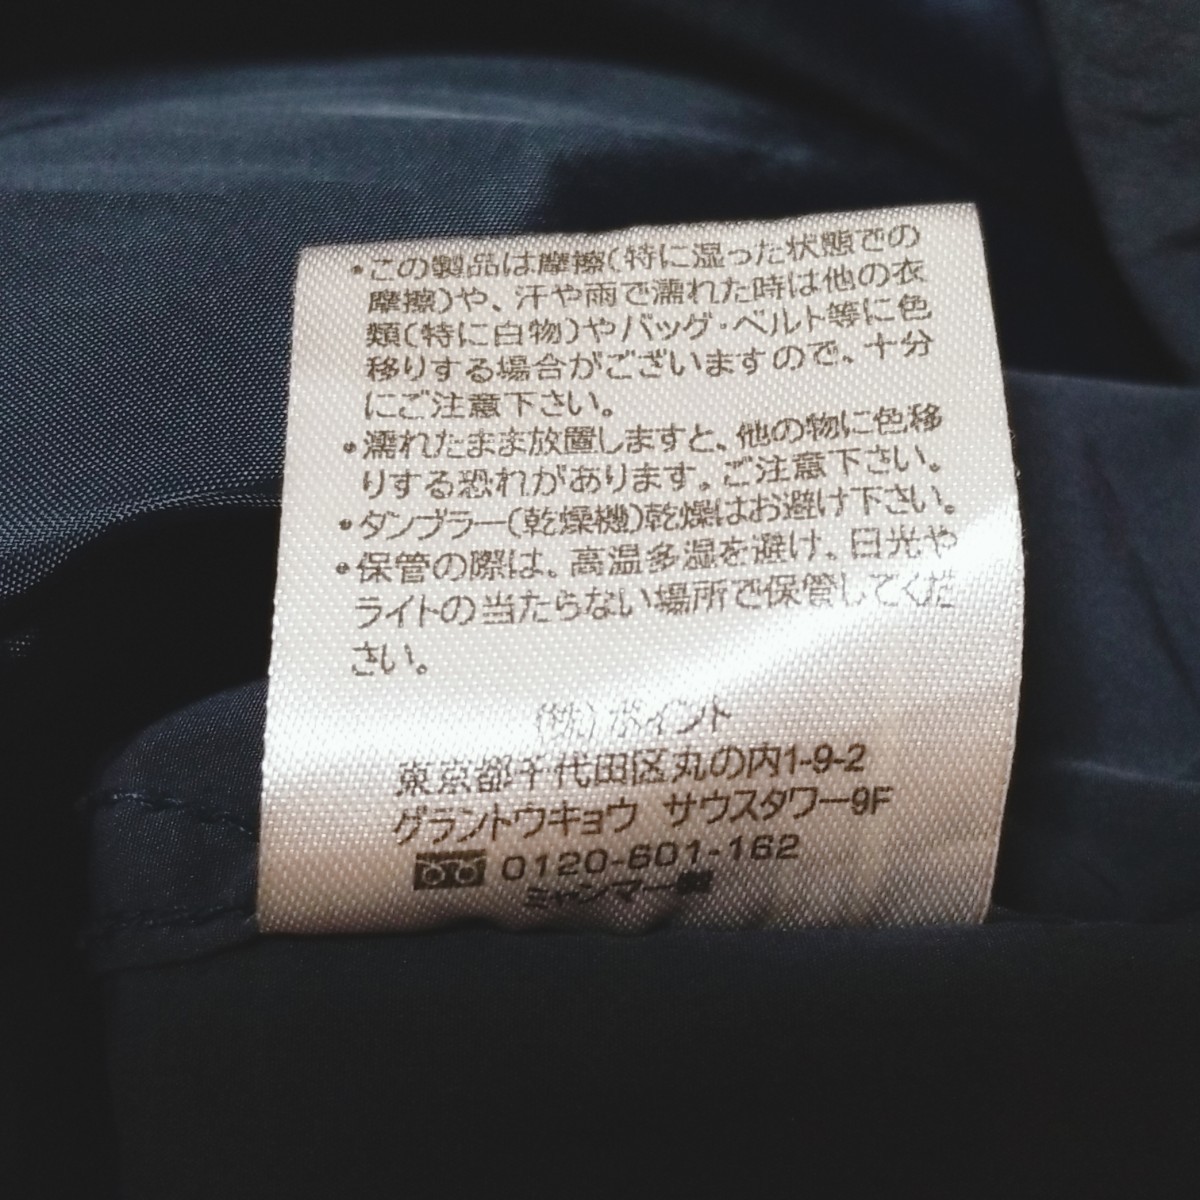 ・この製品は摩擦(特に湿った状態での
摩擦)や、汗や雨で濡れた時は他の衣
類(特に白物)やバッグ・ベルト等に色
移りする場合がございますので、十分
にご注意下さい。
・濡れたまま放置しますと、他の物に色移
りする恐れがあります。ご注意下さい。
・タンブラー(乾燥機)乾燥はお避け下さい。
・保管の際は、高温多湿を避け、日光や
ライトの当たらない場所で保管してくだ
さい。
(株)ポイント
東京都千代田区丸の内1-9-2
グラントウキョウ サウスタワー9F
0120-601-162
ミャンマー製